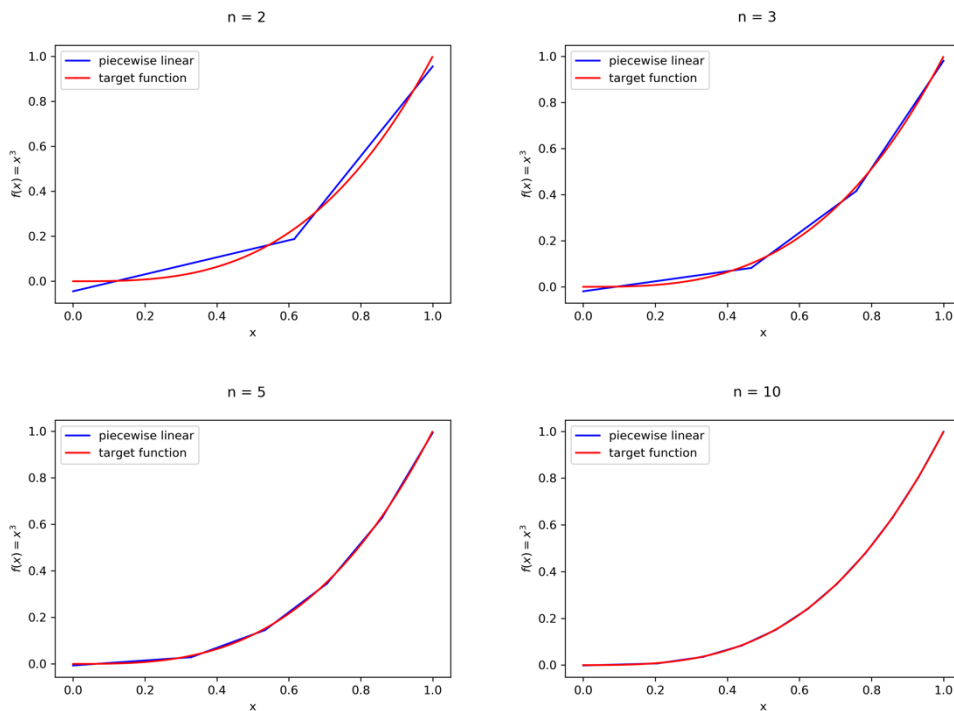 n = 2
piecewise linear
target function
1.0
0.8
0.6
0.4
0.2
0.0
f(x) = x³
0.0 0.2 0.4 0.6 0.8 1.0
x
n = 3
piecewise linear
target function
1.0
0.8
0.6
0.4
0.2
0.0
f(x) = x³
0.0 0.2 0.4 0.6 0.8 1.0
x
n = 5
piecewise linear
target function
1.0
0.8
0.6
0.4
0.2
0.0
f(x) = x³
0.0 0.2 0.4 0.6 0.8 1.0
x
n = 10
piecewise linear
target function
1.0
0.8
0.6
0.4
0.2
0.0
f(x) = x³
0.0 0.2 0.4 0.6 0.8 1.0
x